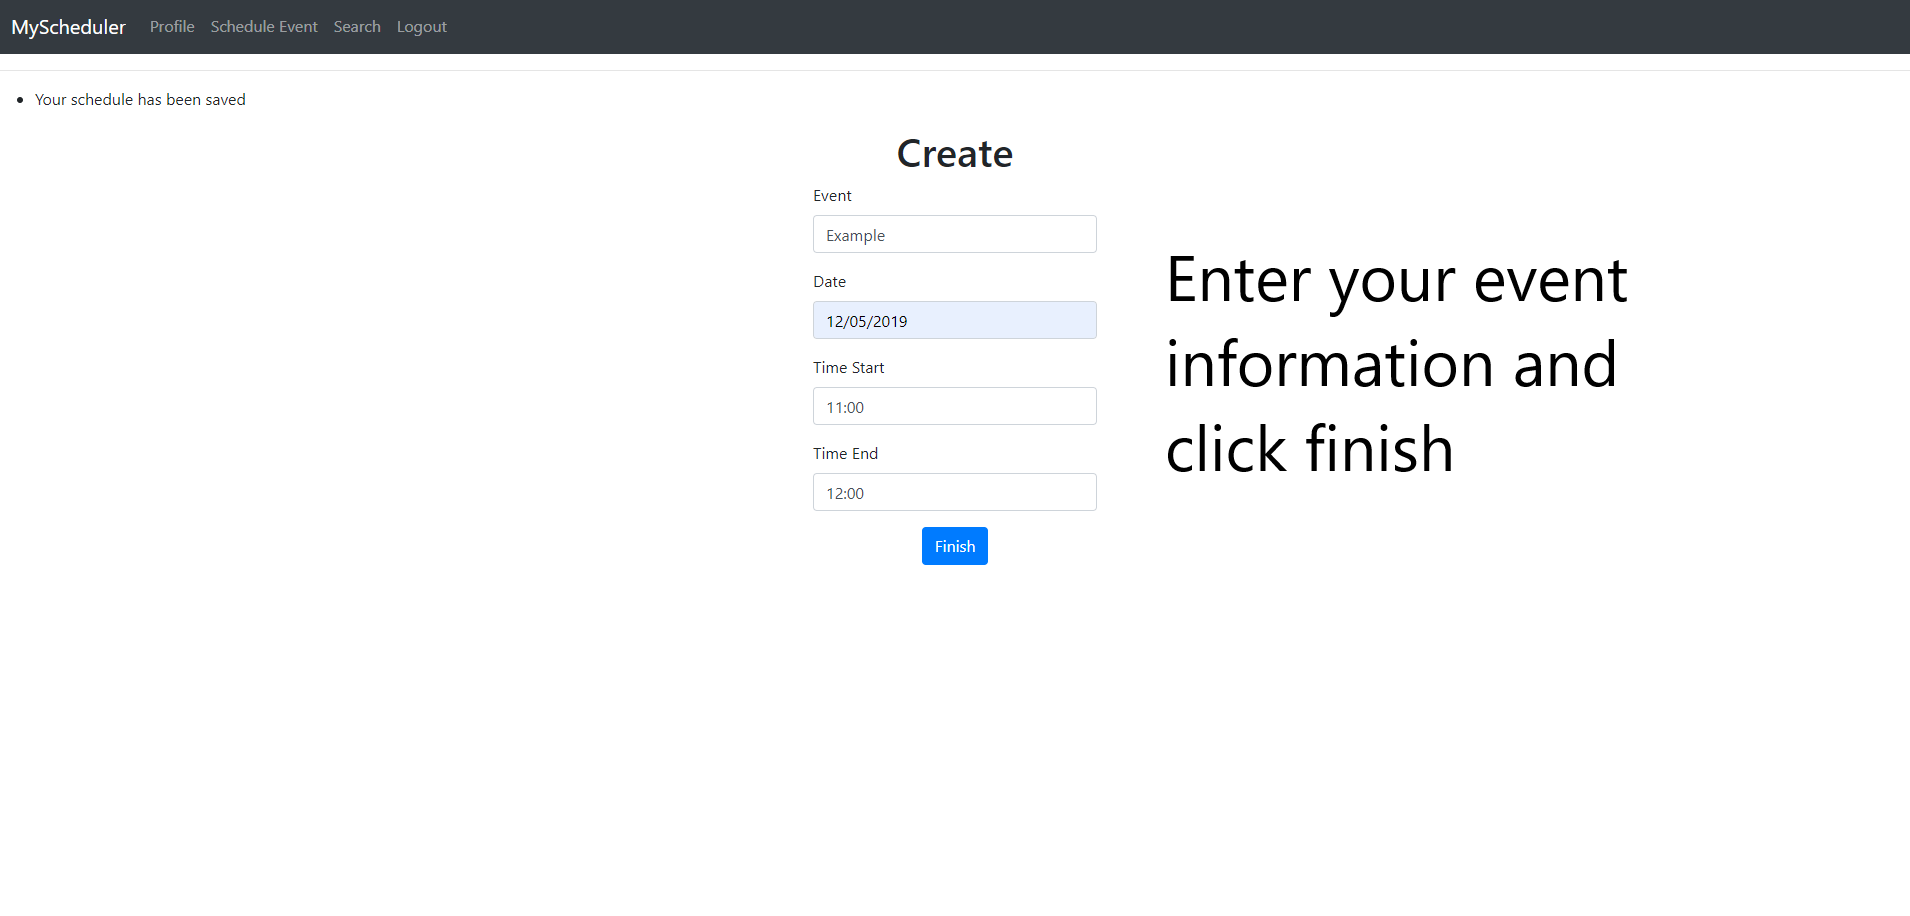 MyScheduler Profile Schedule Event Search Logout
Your schedule has been saved
Create
Event
Example
Date
12/05/2019
Time Start
11:00
Time End
12:00
Finish
Enter your event
information and
click finish